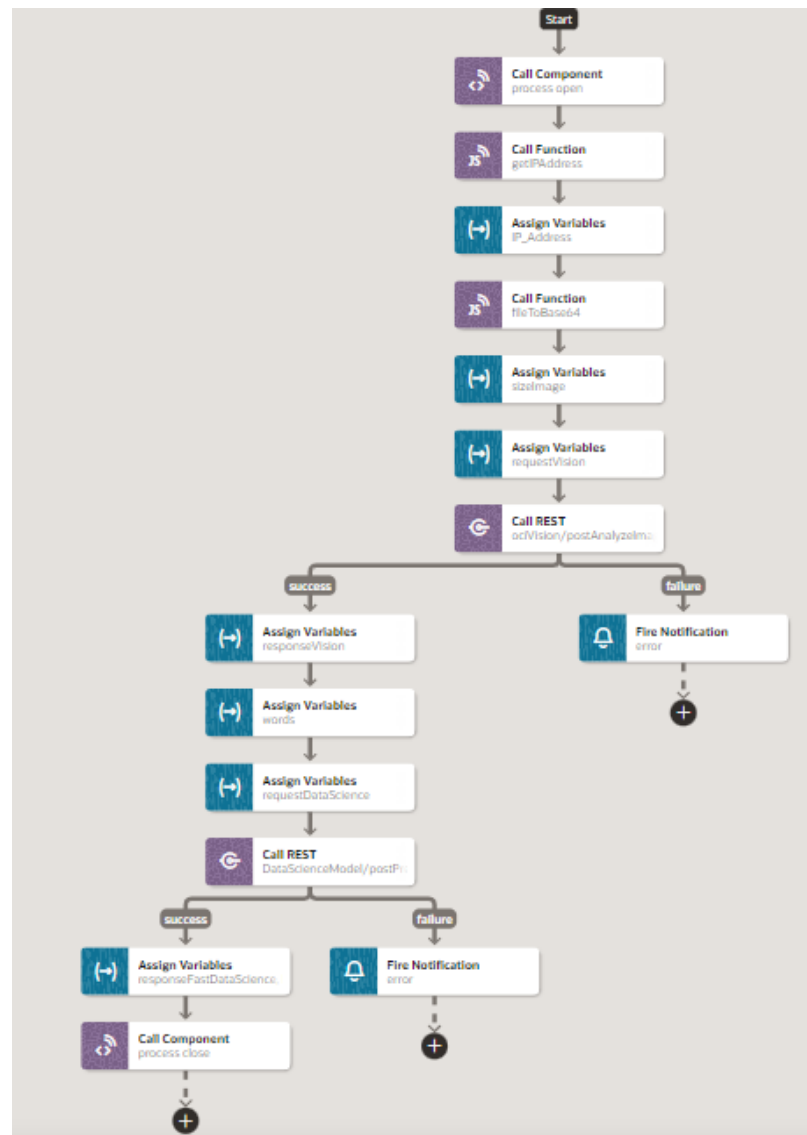 Start
Call Component
process open
Call Function
getIPAddress
Assign Variables
IP_Address
Call Function
fileToBase64
Assign Variables
sizeImage
Assign Variables
requestVision
Call REST
ociVision/postAnalyzeIma
success
failure
Assign Variables
responseVision
Fire Notification
error
Assign Variables
words
Assign Variables
requestDataScience
Call REST
DataScienceModel/postPr
success
failure
Assign Variables
responseFastDataScience
Fire Notification
error
Call Component
process close